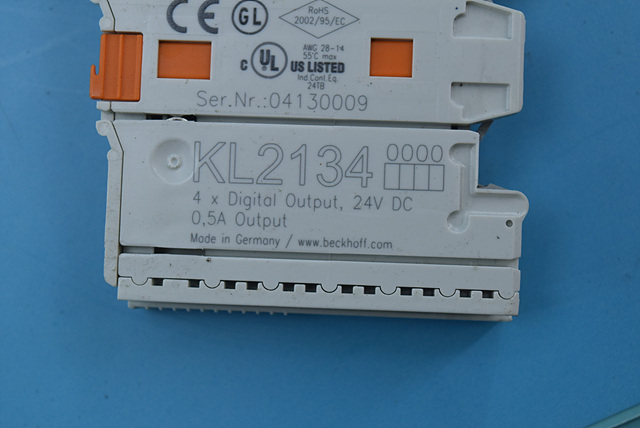 CE GL RoHS
2002/95/EC
c UL US LISTED
AWG 28-14
55°C max
Ind.Cont.Eq.
24TB
Ser.Nr.:04130009
KL2134 0000
4 x Digital Output, 24V DC
0,5A Output
Made in Germany / www.beckhoff.com